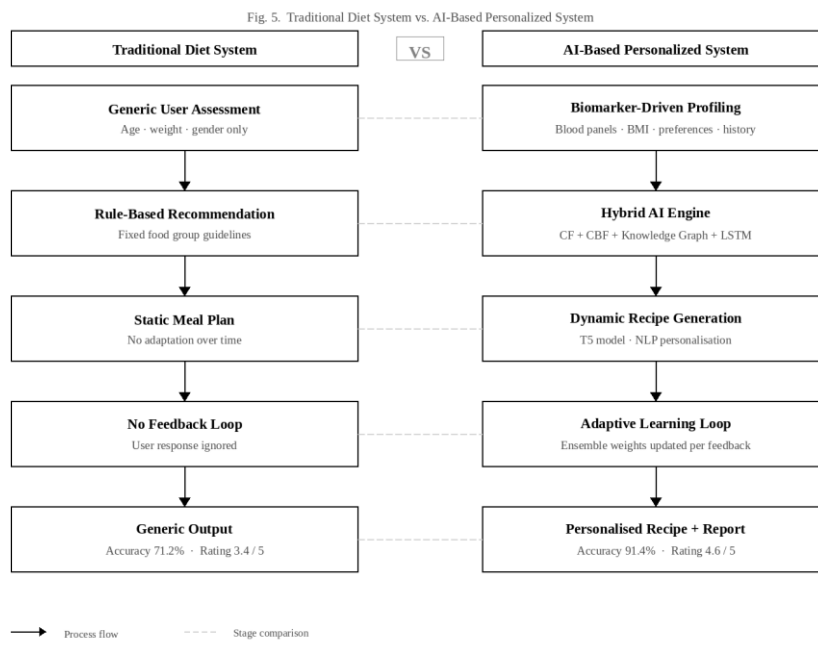 Fig. 5. Traditional Diet System vs. AI-Based Personalized System
Traditional Diet System
VS
AI-Based Personalized System
Generic User Assessment
Age · weight · gender only
Biomarker-Driven Profiling
Blood panels · BMI · preferences · history
Rule-Based Recommendation
Fixed food group guidelines
Hybrid AI Engine
CF + CBF + Knowledge Graph + LSTM
Static Meal Plan
No adaptation over time
Dynamic Recipe Generation
T5 model · NLP personalisation
No Feedback Loop
User response ignored
Adaptive Learning Loop
Ensemble weights updated per feedback
Generic Output
Accuracy 71.2% · Rating 3.4 / 5
Personalised Recipe + Report
Accuracy 91.4% · Rating 4.6 / 5
Process flow
Stage comparison